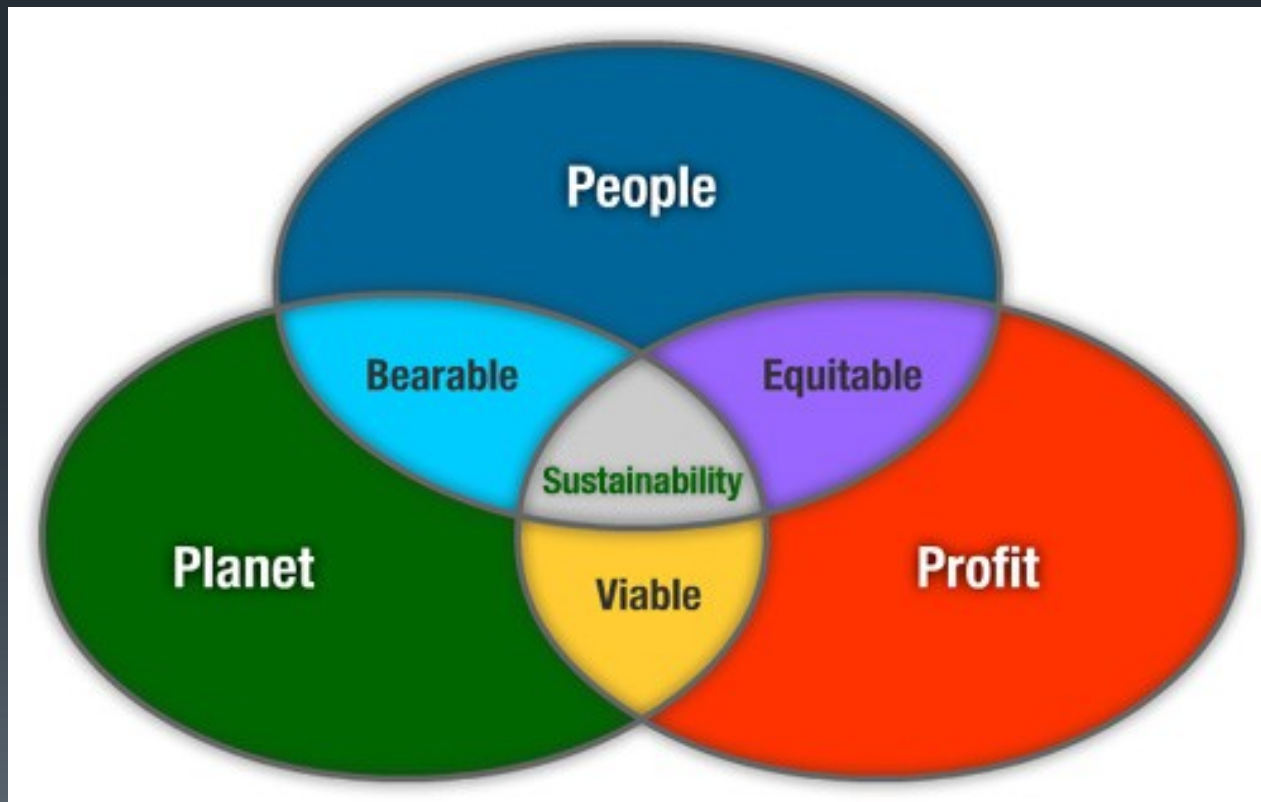 People
Bearable
Equitable
Sustainability
Planet
Profit
Viable